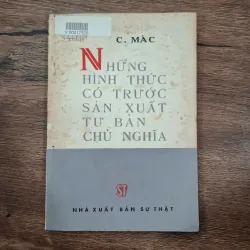 C. MÁC
NHỮNG
HÌNH THỨC
CÓ TRƯỚC
SẢN XUẤT
TƯ BẢN
CHỦ NGHĨA
ST
NHÀ XUẤT BẢN SỰ THẬT